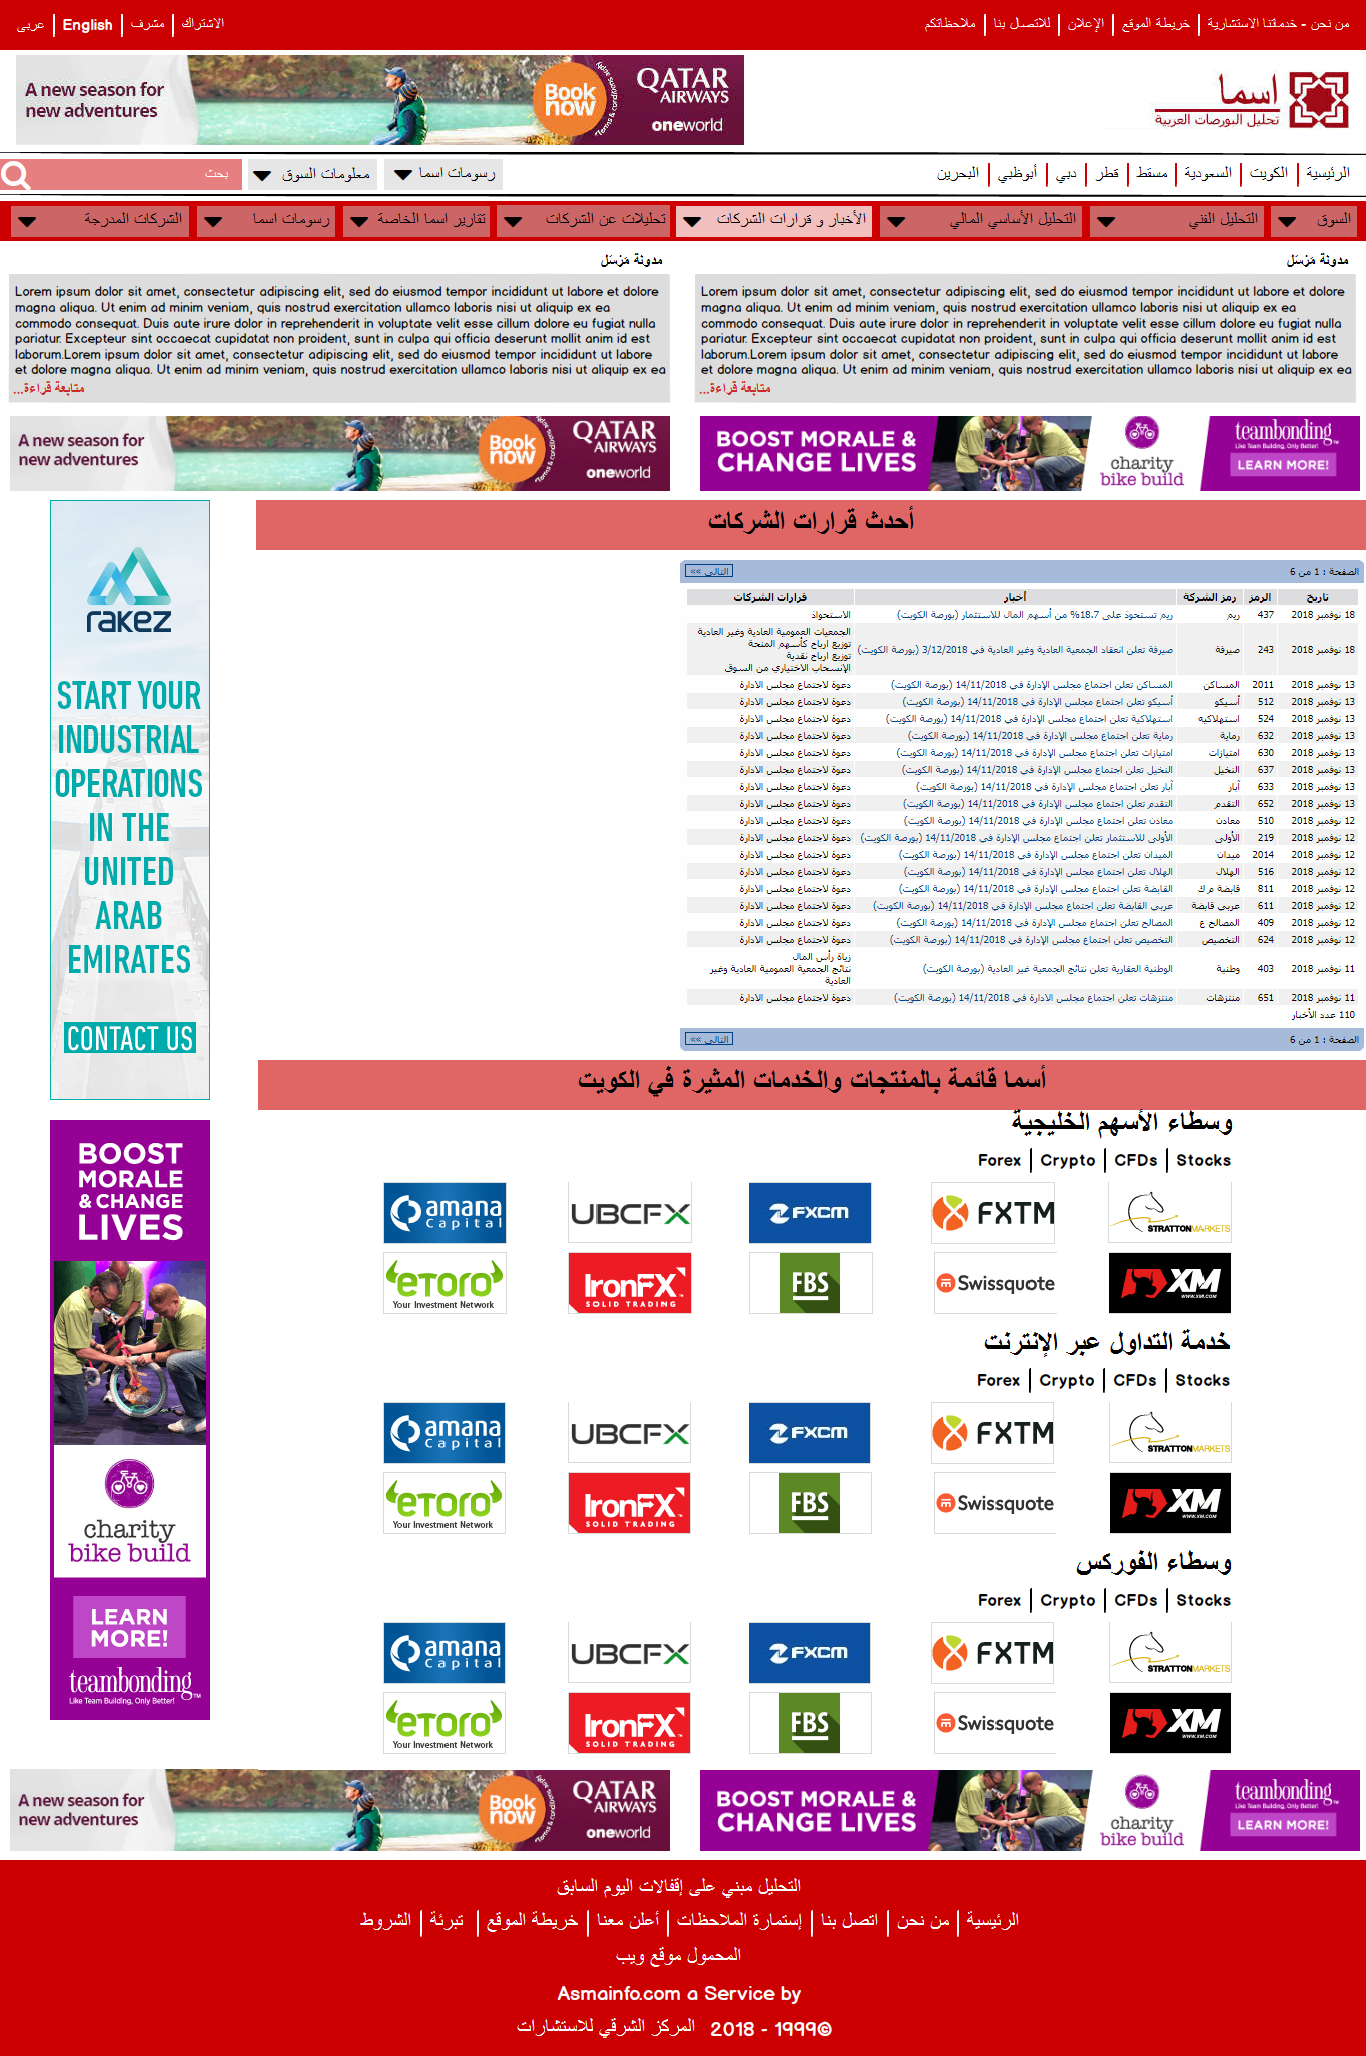 من نحن - خدماتنا الاستشارية | خريطة الموقع | الإعلان | للاتصال بنا | ملاحظاتكم
الاشتراك | مشرف | English | عربى
A new season for
new adventures
Book
now
Terms & conditions
QATAR
AIRWAYS
oneworld
اسما
تحليل البورصات العربية
الرئيسية | الكويت | السعودية | مسقط | قطر | دبي | أبوظبي | البحرين
رسومات اسما
معلومات السوق
بحث
السوق
التحليل الفني
التحليل الأساسي المالي
الأخبار و قرارات الشركات
تحليلات عن الشركات
تقارير اسما الخاصة
رسومات اسما
الشركات المدرجة
مدونة مَرْسَل
Lorem ipsum dolor sit amet, consectetur adipiscing elit, sed do eiusmod tempor incididunt ut labore et dolore
magna aliqua. Ut enim ad minim veniam, quis nostrud exercitation ullamco laboris nisi ut aliquip ex ea
commodo consequat. Duis aute irure dolor in reprehenderit in voluptate velit esse cillum dolore eu fugiat nulla
pariatur. Excepteur sint occaecat cupidatat non proident, sunt in culpa qui officia deserunt mollit anim id est
laborum.Lorem ipsum dolor sit amet, consectetur adipiscing elit, sed do eiusmod tempor incididunt ut labore
et dolore magna aliqua. Ut enim ad minim veniam, quis nostrud exercitation ullamco laboris nisi ut aliquip ex ea
متابعة قراءة...
مدونة مَرْسَل
Lorem ipsum dolor sit amet, consectetur adipiscing elit, sed do eiusmod tempor incididunt ut labore et dolore
magna aliqua. Ut enim ad minim veniam, quis nostrud exercitation ullamco laboris nisi ut aliquip ex ea
commodo consequat. Duis aute irure dolor in reprehenderit in voluptate velit esse cillum dolore eu fugiat nulla
pariatur. Excepteur sint occaecat cupidatat non proident, sunt in culpa qui officia deserunt mollit anim id est
laborum.Lorem ipsum dolor sit amet, consectetur adipiscing elit, sed do eiusmod tempor incididunt ut labore
et dolore magna aliqua. Ut enim ad minim veniam, quis nostrud exercitation ullamco laboris nisi ut aliquip ex ea
متابعة قراءة...
BOOST MORALE &
CHANGE LIVES
charity
bike build
teambonding
Like Team Building, Only Better!
LEARN MORE!
A new season for
new adventures
Book
now
Terms & conditions
QATAR
AIRWAYS
oneworld
أحدث قرارات الشركات
الصفحة : 1 من 6 التالي >>
تاريخ الرمز رمز الشركة أخبار قرارات الشركات
18 نوفمبر 2018 437 ريم ريم تستحوذ على 18.7% من أسهم المال للاستثمار (بورصة الكويت) الاستحواذ
18 نوفمبر 2018 243 صيرفة صيرفة تعلن انعقاد الجمعية العادية وغير العادية في 3/12/2018 (بورصة الكويت) الجمعيات العمومية العادية وغير العادية
توزيع ارباح كأسهم المنحة
توزيع ارباح نقدية
الإنسحاب الاختياري من السوق
13 نوفمبر 2018 2011 المساكن المساكن تعلن اجتماع مجلس الإدارة في 14/11/2018 (بورصة الكويت) دعوة لاجتماع مجلس الادارة
13 نوفمبر 2018 512 أسيكو أسيكو تعلن اجتماع مجلس الإدارة في 14/11/2018 (بورصة الكويت) دعوة لاجتماع مجلس الادارة
13 نوفمبر 2018 524 استهلاكيه استهلاكية تعلن اجتماع مجلس الإدارة في 14/11/2018 (بورصة الكويت) دعوة لاجتماع مجلس الادارة
13 نوفمبر 2018 632 رماية رماية تعلن اجتماع مجلس الإدارة في 14/11/2018 (بورصة الكويت) دعوة لاجتماع مجلس الادارة
13 نوفمبر 2018 630 امتيازات امتيازات تعلن اجتماع مجلس الإدارة في 14/11/2018 (بورصة الكويت) دعوة لاجتماع مجلس الادارة
13 نوفمبر 2018 637 النخيل النخيل تعلن اجتماع مجلس الإدارة في 14/11/2018 (بورصة الكويت) دعوة لاجتماع مجلس الادارة
13 نوفمبر 2018 633 آبار آبار تعلن اجتماع مجلس الإدارة في 14/11/2018 (بورصة الكويت) دعوة لاجتماع مجلس الادارة
13 نوفمبر 2018 652 التقدم التقدم تعلن اجتماع مجلس الإدارة في 14/11/2018 (بورصة الكويت) دعوة لاجتماع مجلس الادارة
12 نوفمبر 2018 510 معادن معادن تعلن اجتماع مجلس الإدارة في 14/11/2018 (بورصة الكويت) دعوة لاجتماع مجلس الادارة
12 نوفمبر 2018 219 الأولى الأولى للاستثمار تعلن اجتماع مجلس الإدارة في 14/11/2018 (بورصة الكويت) دعوة لاجتماع مجلس الادارة
12 نوفمبر 2018 2014 ميدان الميدان تعلن اجتماع مجلس الإدارة في 14/11/2018 (بورصة الكويت) دعوة لاجتماع مجلس الادارة
12 نوفمبر 2018 516 الهلال الهلال تعلن اجتماع مجلس الإدارة في 14/11/2018 (بورصة الكويت) دعوة لاجتماع مجلس الادارة
12 نوفمبر 2018 811 قابضة م ك القابضة تعلن اجتماع مجلس الإدارة في 14/11/2018 (بورصة الكويت) دعوة لاجتماع مجلس الادارة
12 نوفمبر 2018 611 عربي قابضة عربي القابضة تعلن اجتماع مجلس الإدارة في 14/11/2018 (بورصة الكويت) دعوة لاجتماع مجلس الادارة
12 نوفمبر 2018 409 المصالح ع المصالح تعلن اجتماع مجلس الإدارة في 14/11/2018 (بورصة الكويت) دعوة لاجتماع مجلس الادارة
12 نوفمبر 2018 624 التخصيص التخصيص تعلن اجتماع مجلس الإدارة في 14/11/2018 (بورصة الكويت) دعوة لاجتماع مجلس الادارة
11 نوفمبر 2018 403 وطنية الوطنية العقارية تعلن نتائج الجمعية غير العادية (بورصة الكويت) زياة رأس المال
نتائج الجمعية العمومية العادية وغير
العادية
11 نوفمبر 2018 651 منتزهات منتزهات تعلن اجتماع مجلس الادارة في 14/11/2018 (بورصة الكويت) دعوة لاجتماع مجلس الادارة
110 عدد الأخبار
الصفحة : 1 من 6 التالي >>
rakez
START YOUR
INDUSTRIAL
OPERATIONS
IN THE
UNITED
ARAB
EMIRATES
CONTACT US
أسما قائمة بالمنتجات والخدمات المثيرة في الكويت
وسطاء الأسهم الخليجية
Forex | Crypto | CFDs | Stocks
amana capital
UBCFX
FXCM
FXTM
STRATTONMARKETS
eTORO Your Investment Network
IronFX SOLID TRADING
FBS
Swissquote
XM WWW.XM.COM
خدمة التداول عبر الإنترنت
Forex | Crypto | CFDs | Stocks
amana capital
UBCFX
FXCM
FXTM
STRATTONMARKETS
eTORO Your Investment Network
IronFX SOLID TRADING
FBS
Swissquote
XM WWW.XM.COM
وسطاء الفوركس
Forex | Crypto | CFDs | Stocks
amana capital
UBCFX
FXCM
FXTM
STRATTONMARKETS
eTORO Your Investment Network
IronFX SOLID TRADING
FBS
Swissquote
XM WWW.XM.COM
BOOST
MORALE
& CHANGE
LIVES
charity
bike build
LEARN
MORE!
teambonding
Like Team Building, Only Better!
A new season for
new adventures
Book
now
Terms & conditions
QATAR
AIRWAYS
oneworld
BOOST MORALE &
CHANGE LIVES
charity
bike build
teambonding
Like Team Building, Only Better!
LEARN MORE!
التحليل مبني على إقفالات اليوم السابق
الرئيسية | من نحن | اتصل بنا | إستمارة الملاحظات | أعلن معنا | خريطة الموقع | تبرئة | الشروط
المحمول موقع ويب
Asmainfo.com a Service by
©1999 - 2018 المركز الشرقي للاستشارات